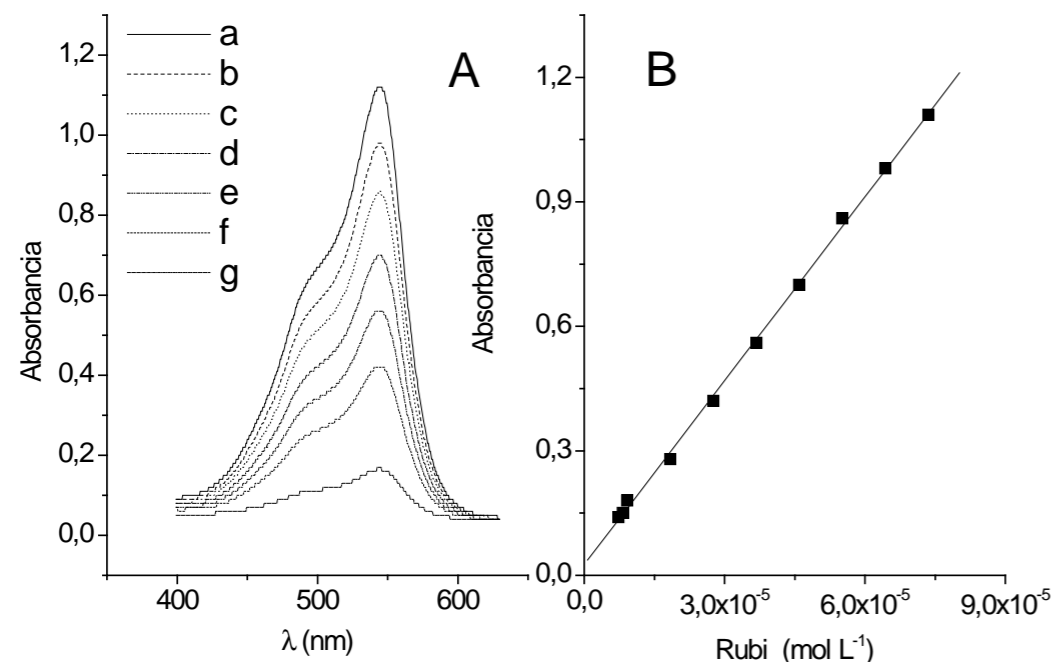 a
b
c
d
e
f
g
A
1,2
1,0
0,8
0,6
0,4
0,2
0,0
Absorbancia
400
500
600
λ (nm)
B
1,2
0,9
0,6
0,3
0,0
Absorbancia
0,0
3,0x10⁻⁵
6,0x10⁻⁵
9,0x10⁻⁵
Rubi (mol L⁻¹)